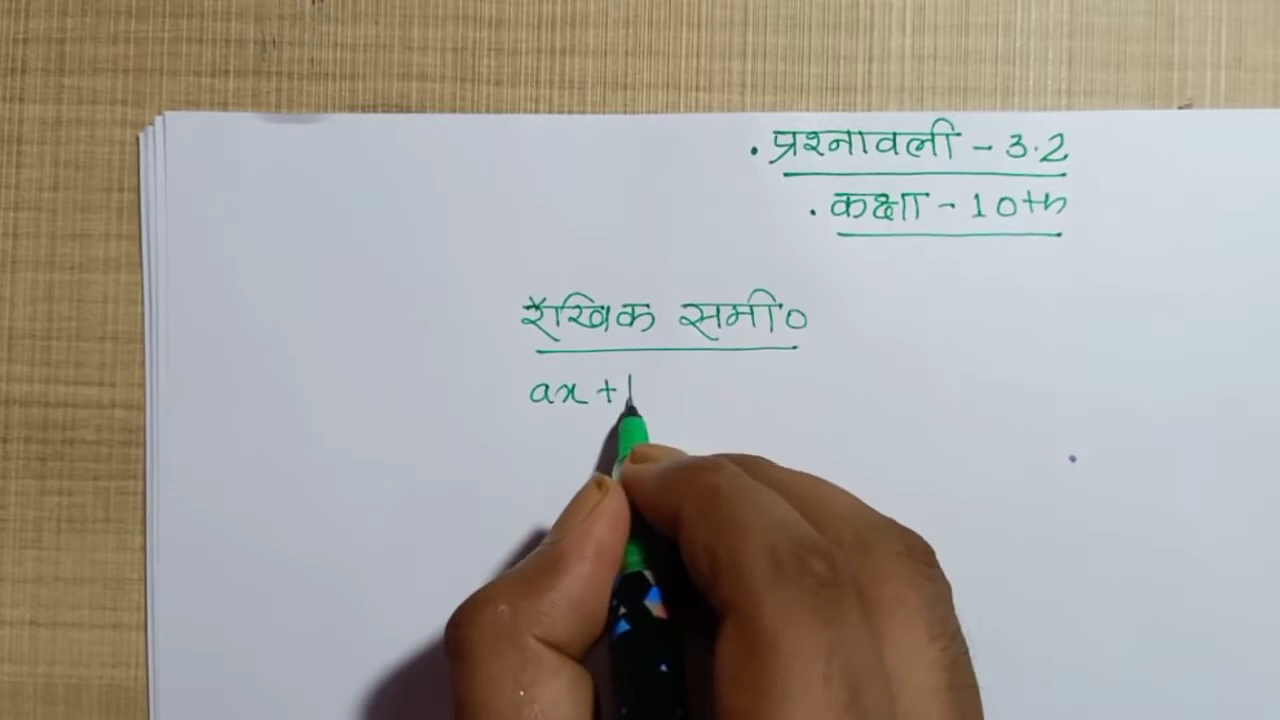 . प्रश्नावली - 3.2
. कक्षा - 10th
रैखिक समी०
ax +